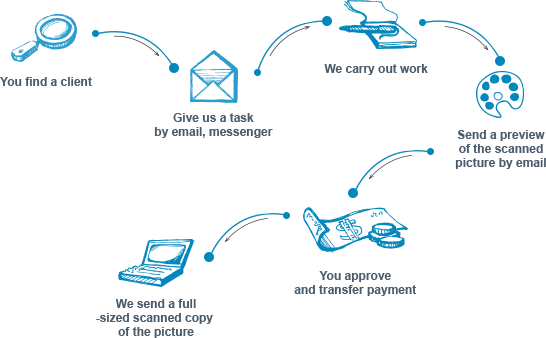 You find a client
Give us a task
by email, messenger
We carry out work
Send a preview
of the scanned
picture by email
You approve
and transfer payment
We send a full
-sized scanned copy
of the picture